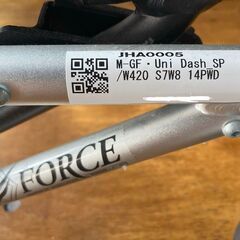 JHA0005
M-GF・Uni Dash_SP
/W420 S7W8 14PWD
FORCE